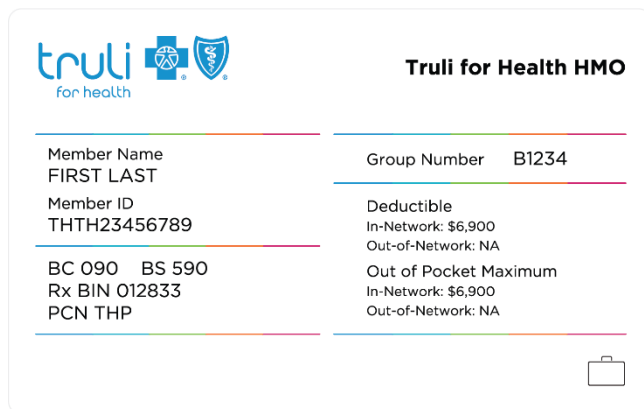 truli
for health
Truli for Health HMO
Member Name
FIRST LAST
Member ID
THTH23456789
BC 090 BS 590
Rx BIN 012833
PCN THP
Group Number B1234
Deductible
In-Network: $6,900
Out-of-Network: NA
Out of Pocket Maximum
In-Network: $6,900
Out-of-Network: NA